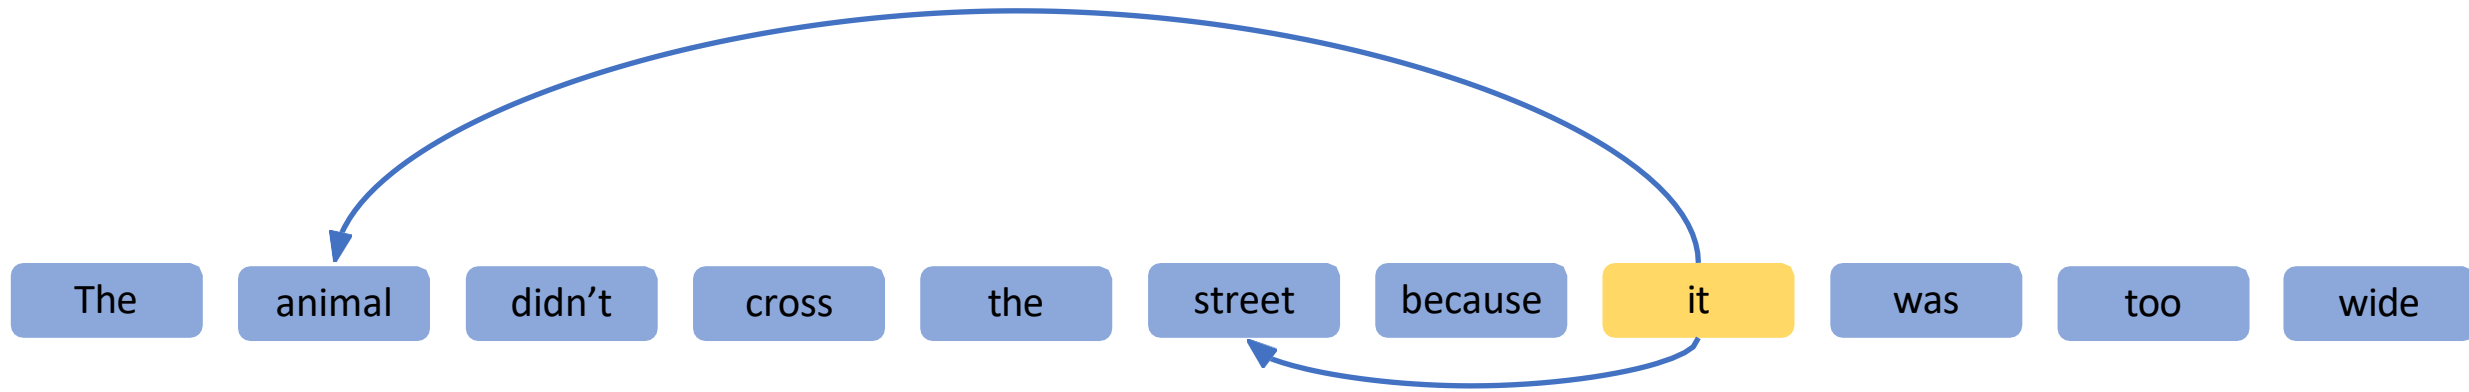 The animal didn’t cross the street because it was too wide